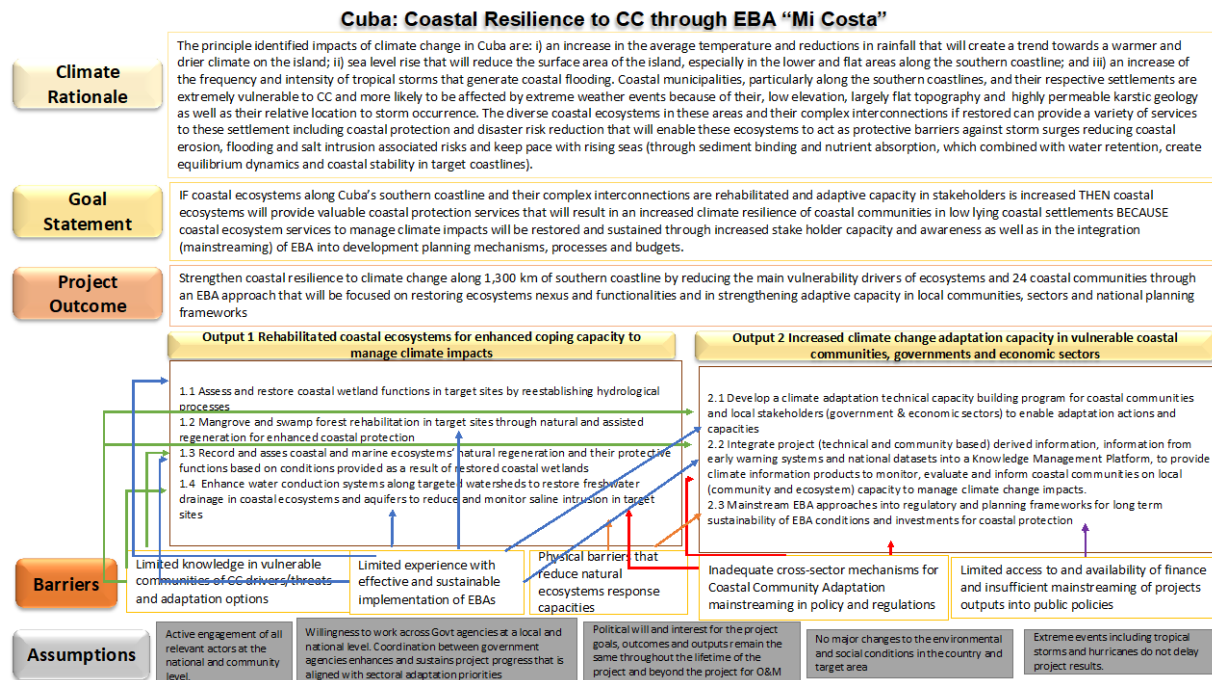 Cuba: Coastal Resilience to CC through EBA “Mi Costa”
Climate
Rationale
The principle identified impacts of climate change in Cuba are: i) an increase in the average temperature and reductions in rainfall that will create a trend towards a warmer and
drier climate on the island; ii) sea level rise that will reduce the surface area of the island, especially in the lower and flat areas along the southern coastline; and iii) an increase of
the frequency and intensity of tropical storms that generate coastal flooding. Coastal municipalities, particularly along the southern coastlines, and their respective settlements are
extremely vulnerable to CC and more likely to be affected by extreme weather events because of their, low elevation, largely flat topography and highly permeable karstic geology
as well as their relative location to storm occurrence. The diverse coastal ecosystems in these areas and their complex interconnections if restored can provide a variety of services
to these settlement including coastal protection and disaster risk reduction that will enable these ecosystems to act as protective barriers against storm surges reducing coastal
erosion, flooding and salt intrusion associated risks and keep pace with rising seas (through sediment binding and nutrient absorption, which combined with water retention, create
equilibrium dynamics and coastal stability in target coastlines).
Goal
Statement
IF coastal ecosystems along Cuba’s southern coastline and their complex interconnections are rehabilitated and adaptive capacity in stakeholders is increased THEN coastal
ecosystems will provide valuable coastal protection services that will result in an increased climate resilience of coastal communities in low lying coastal settlements BECAUSE
coastal ecosystem services to manage climate impacts will be restored and sustained through increased stake holder capacity and awareness as well as in the integration
(mainstreaming) of EBA into development planning mechanisms, processes and budgets.
Project
Outcome
Strengthen coastal resilience to climate change along 1,300 km of southern coastline by reducing the main vulnerability drivers of ecosystems and 24 coastal communities through
an EBA approach that will be focused on restoring ecosystems nexus and functionalities and in strengthening adaptive capacity in local communities, sectors and national planning
frameworks
Output 1 Rehabilitated coastal ecosystems for enhanced coping capacity to
manage climate impacts
1.1 Assess and restore coastal wetland functions in target sites by reestablishing hydrological
processes
1.2 Mangrove and swamp forest rehabilitation in target sites through natural and assisted
regeneration for enhanced coastal protection
1.3 Record and asses coastal and marine ecosystems’ natural regeneration and their protective
functions based on conditions provided as a result of restored coastal wetlands
1.4 Enhance water conduction systems along targeted watersheds to restore freshwater
drainage in coastal ecosystems and aquifers to reduce and monitor saline intrusion in target
sites
Output 2 Increased climate change adaptation capacity in vulnerable coastal
communities, governments and economic sectors
2.1 Develop a climate adaptation technical capacity building program for coastal communities
and local stakeholders (government & economic sectors) to enable adaptation actions and
capacities
2.2 Integrate project (technical and community based) derived information, information from
early warning systems and national datasets into a Knowledge Management Platform, to provide
climate information products to monitor, evaluate and inform coastal communities on local
(community and ecosystem) capacity to manage climate change impacts.
2.3 Mainstream EBA approaches into regulatory and planning frameworks for long term
sustainability of EBA conditions and investments for coastal protection
Barriers
Limited knowledge in vulnerable
communities of CC drivers/threats
and adaptation options
Limited experience with
effective and sustainable
implementation of EBAs
Physical barriers that
reduce natural
ecosystems response
capacities
Inadequate cross-sector mechanisms for
Coastal Community Adaptation
mainstreaming in policy and regulations
Limited access to and availability of finance
and insufficient mainstreaming of projects
outputs into public policies
Assumptions
Active engagement of all
relevant actors at the
national and community
level.
Willingness to work across Govt agencies at a local and
national level. Coordination between government
agencies enhances and sustains project progress that is
aligned with sectoral adaptation priorities
Political will and interest for the project
goals, outcomes and outputs remain the
same throughout the lifetime of the
project and beyond the project for O&M
No major changes to the environmental
and social conditions in the country and
target area
Extreme events including tropical
storms and hurricanes do not delay
project results.